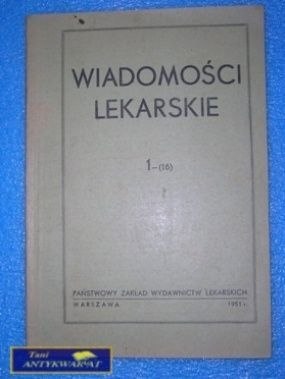 WIADOMOŚCI
LEKARSKIE
1-(16)
PAŃSTWOWY ZAKŁAD WYDAWNICTW LEKARSKICH
WARSZAWA 1951 r.
Tani
ANTYKWARIAT